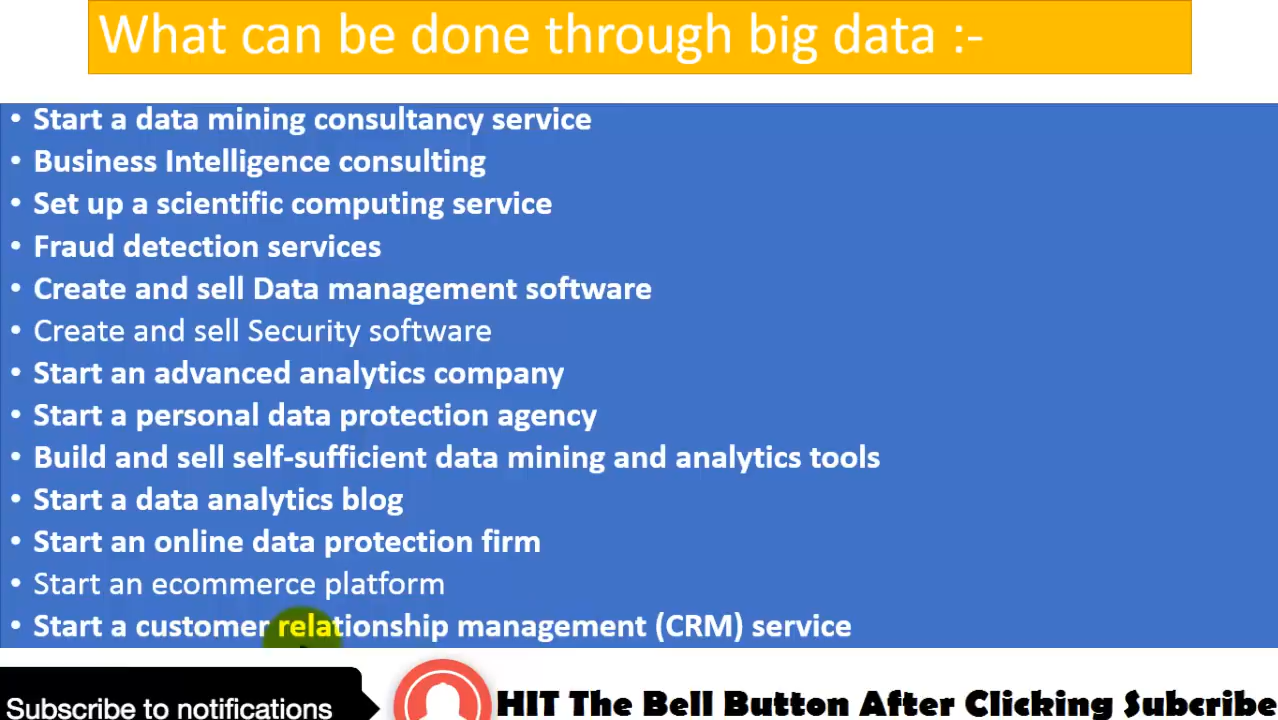 What can be done through big data :-
• Start a data mining consultancy service
• Business Intelligence consulting
• Set up a scientific computing service
• Fraud detection services
• Create and sell Data management software
• Create and sell Security software
• Start an advanced analytics company
• Start a personal data protection agency
• Build and sell self-sufficient data mining and analytics tools
• Start a data analytics blog
• Start an online data protection firm
• Start an ecommerce platform
• Start a customer relationship management (CRM) service
Subscribe to notifications
HIT The Bell Button After Clicking Subcribe